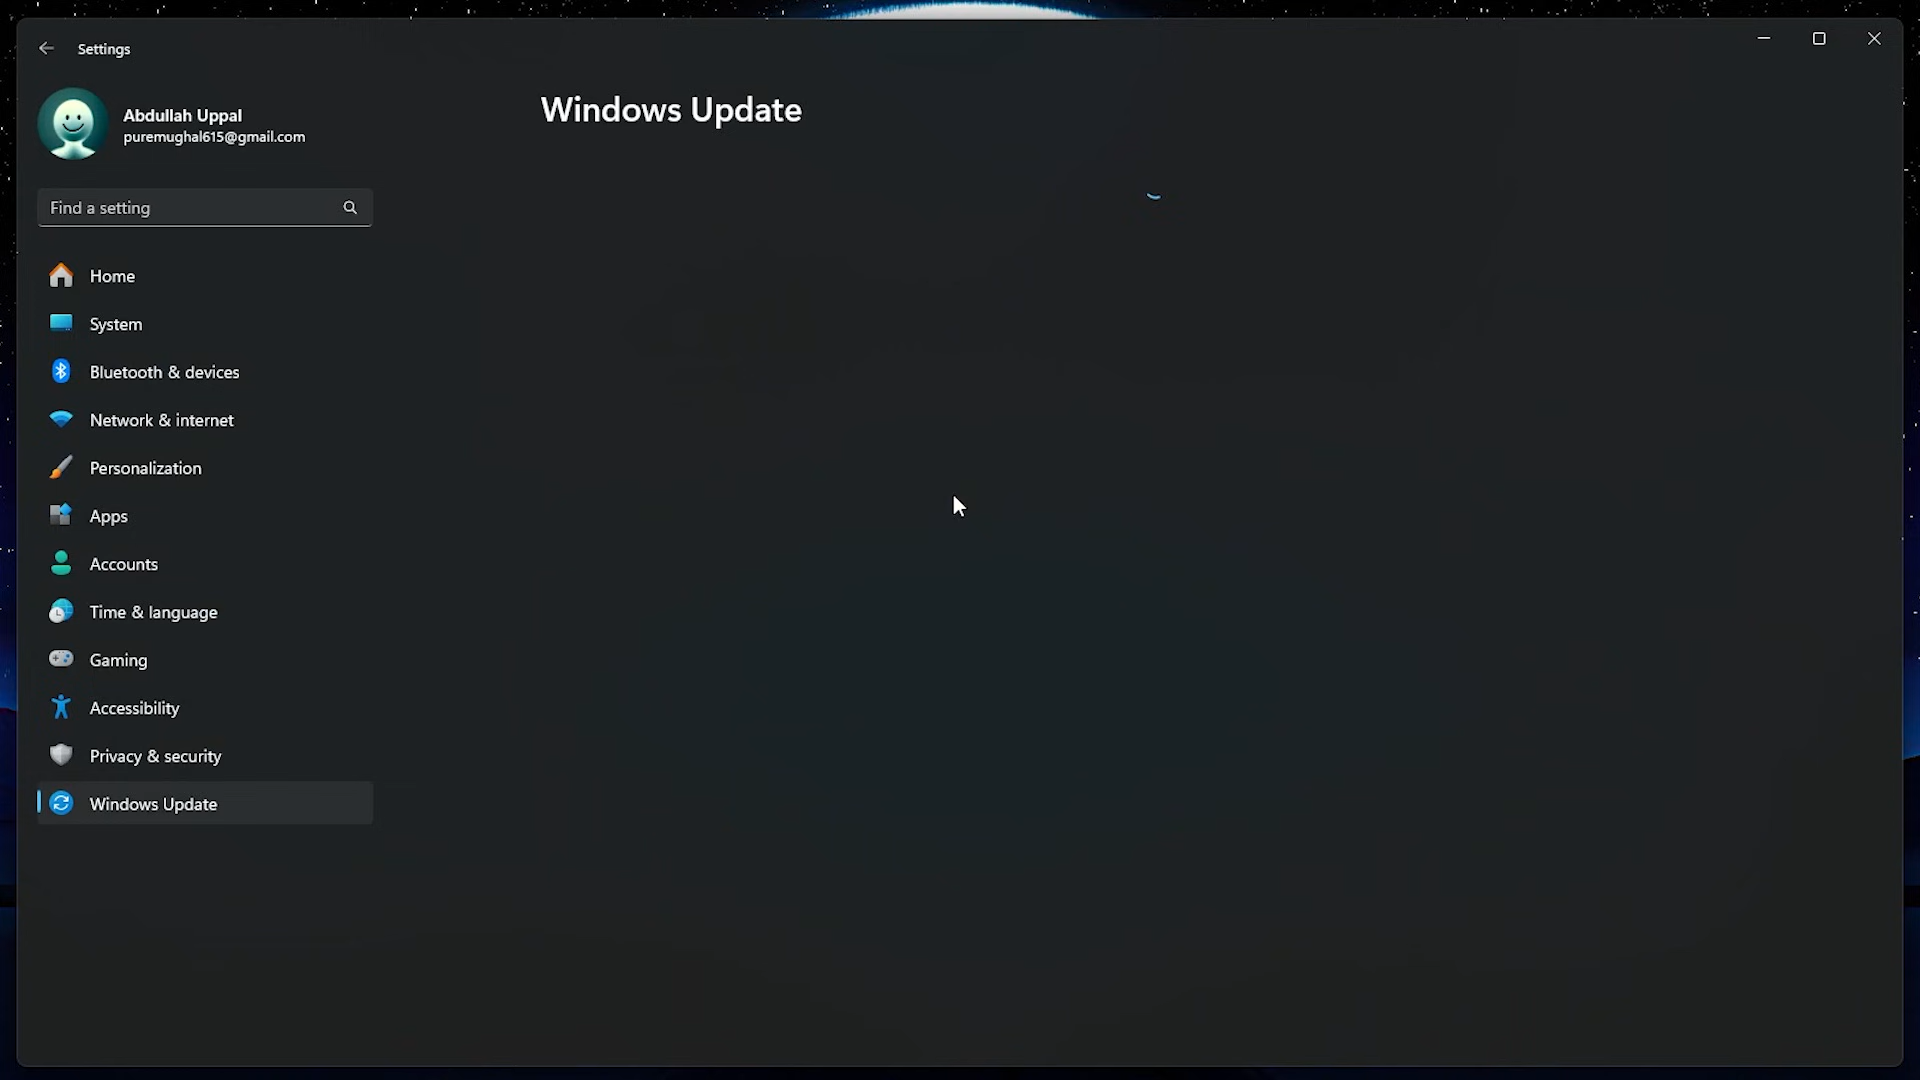 Settings
Abdullah Uppal
puremughal615@gmail.com
Find a setting
Home
System
Bluetooth & devices
Network & internet
Personalization
Apps
Accounts
Time & language
Gaming
Accessibility
Privacy & security
Windows Update
Windows Update